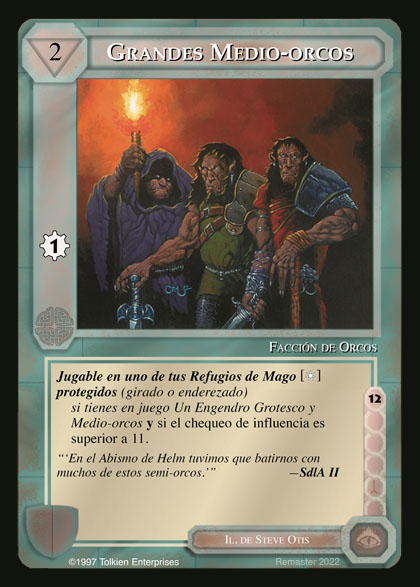 2
GRANDES MEDIO-ORCOS
1
FACCIÓN DE ORCOS
Jugable en uno de tus Refugios de Mago [☼]
protegidos (girado o enderezado)
si tienes en juego Un Engendro Grotesco y
Medio-orcos y si el chequeo de influencia es
superior a 11.
12
“‘En el Abismo de Helm tuvimos que batirnos con
muchos de estos semi-orcos.’” —SdlA II
IL. DE STEVE OTIS
©1997 Tolkien Enterprises Remaster 2022